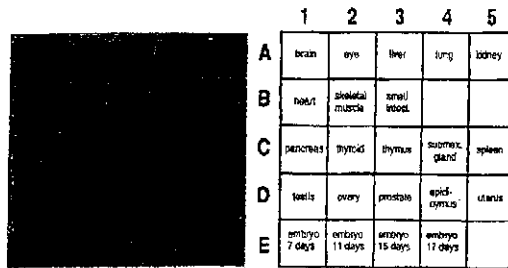 1 2 3 4 5
A brain eye liver lung kidney
B heart skeletal muscle small intest.
C pancreas thyroid thymus submax. gland spleen
D testis ovary prostate epidi-dymus uterus
E embryo 7 days embryo 11 days embryo 15 days embryo 17 days